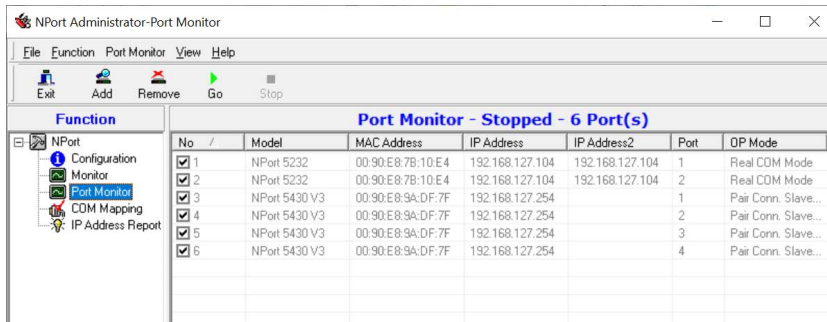 NPort Administrator-Port Monitor
File Function Port Monitor View Help
Exit Add Remove Go Stop
Function
Port Monitor - Stopped - 6 Port(s)
NPort
Configuration
Monitor
Port Monitor
COM Mapping
IP Address Report
No Model MAC Address IP Address IP Address2 Port OP Mode
1 NPort 5232 00:90:E8:7B:10:E4 192.168.127.104 192.168.127.104 1 Real COM Mode
2 NPort 5232 00:90:E8:7B:10:E4 192.168.127.104 192.168.127.104 2 Real COM Mode
3 NPort 5430 V3 00:90:E8:9A:DF:7F 192.168.127.254 1 Pair Conn. Slave...
4 NPort 5430 V3 00:90:E8:9A:DF:7F 192.168.127.254 2 Pair Conn. Slave...
5 NPort 5430 V3 00:90:E8:9A:DF:7F 192.168.127.254 3 Pair Conn. Slave...
6 NPort 5430 V3 00:90:E8:9A:DF:7F 192.168.127.254 4 Pair Conn. Slave...